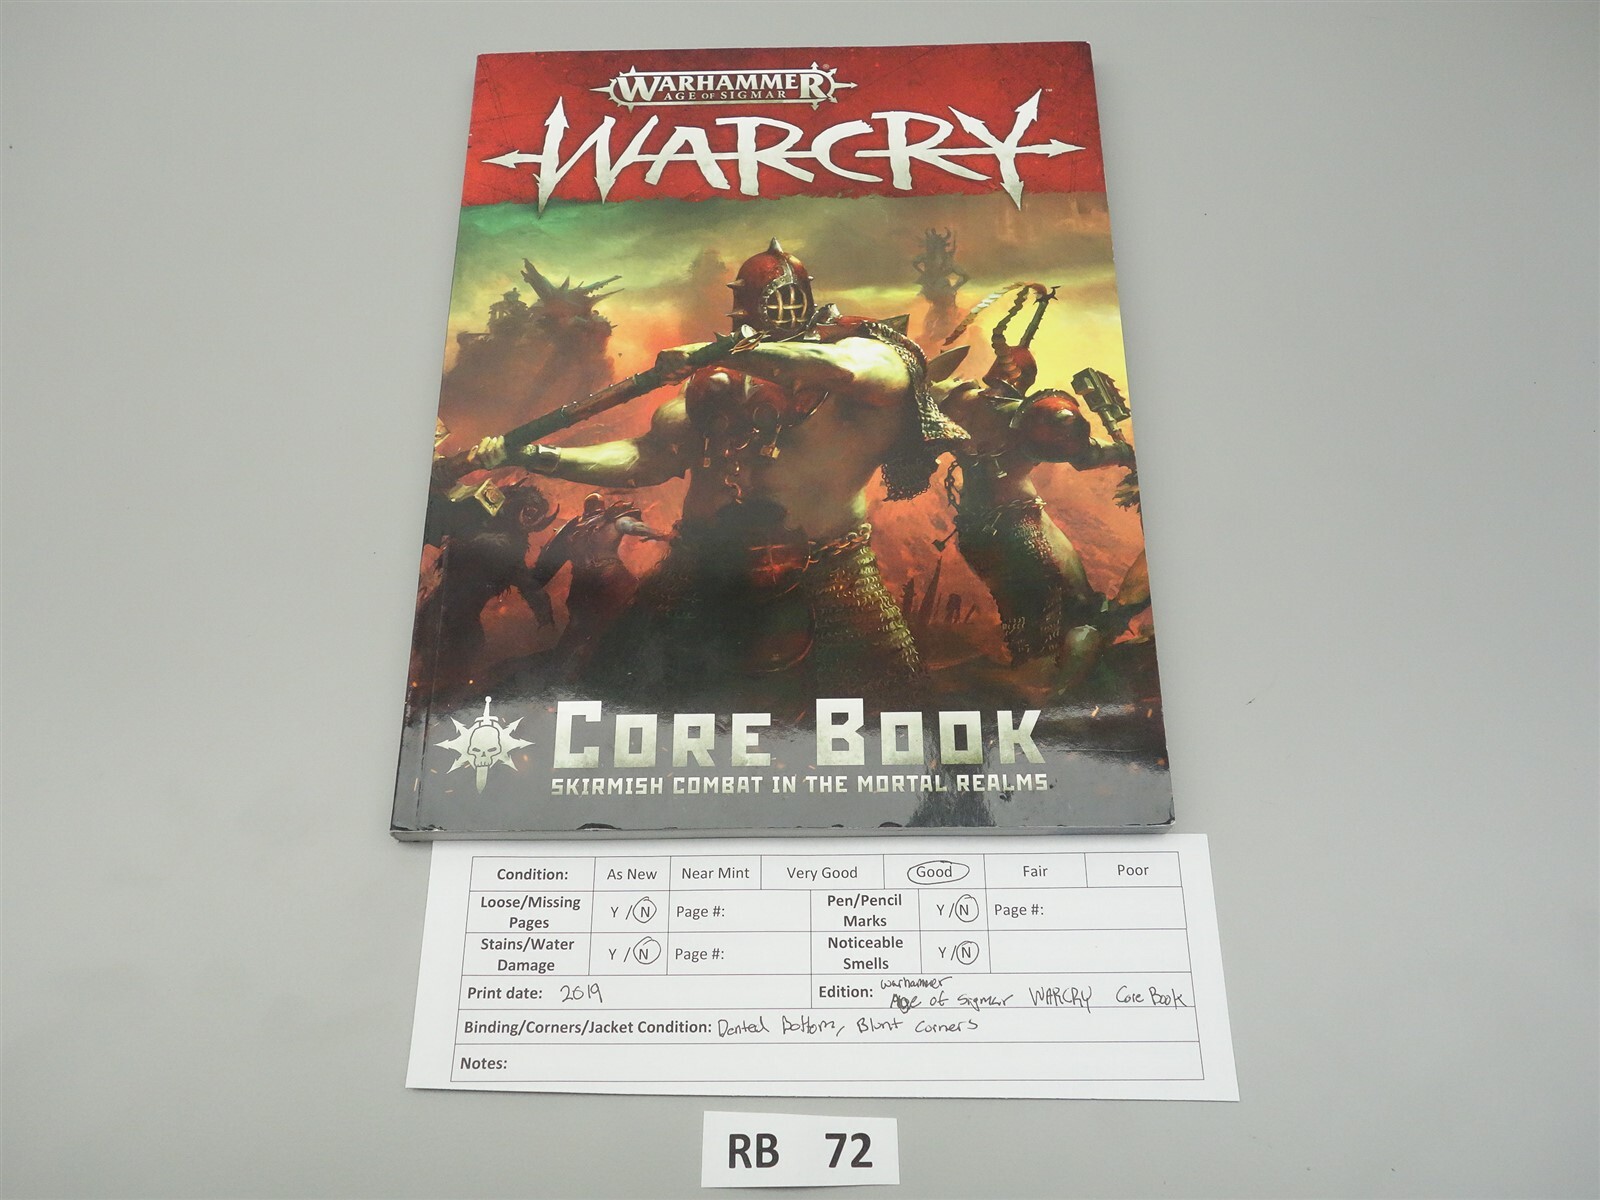 WARHAMMER
AGE OF SIGMAR
WARCRY™
CORE BOOK
SKIRMISH COMBAT IN THE MORTAL REALMS
Condition: As New Near Mint Very Good Good Fair Poor
Loose/Missing Pages Y / N Page #: Pen/Pencil Marks Y / N Page #:
Stains/Water Damage Y / N Page #: Noticeable Smells Y / N
Print date: 2019 Edition: Warhammer Age of Sigmar WARCRY Core Book
Binding/Corners/Jacket Condition: Dented Bottom, Blunt Corners
Notes:
RB 72